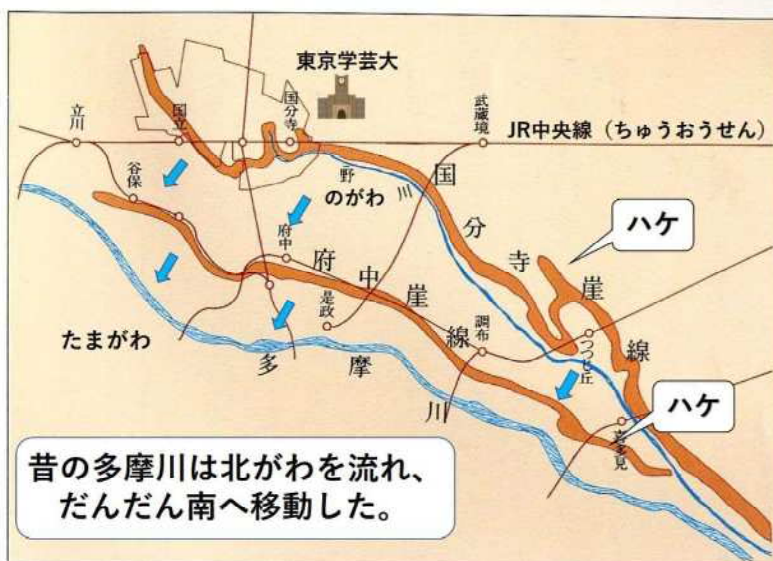 東京学芸大
立川
国立
国分寺
武蔵境
JR中央線（ちゅうおうせん）
谷保
野川
のがわ
国分寺崖線
ハケ
府中
府中崖線
是政
調布
つつじ丘
たまがわ
多摩川
ハケ
喜多見
昔の多摩川は北がわを流れ、
だんだん南へ移動した。